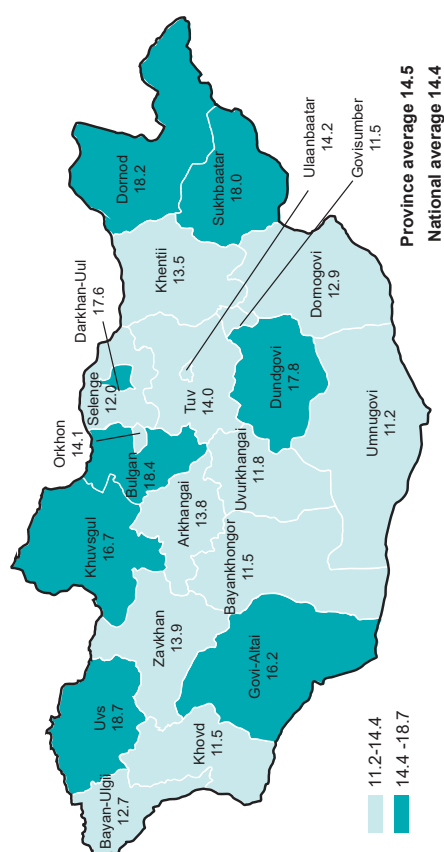 Bayan-Ulgii
12.7
Uvs
18.7
Khovd
11.5
Zavkhan
13.9
Govi-Altai
16.2
Khuvsgul
16.7
Orkhon
14.1
Bulgan
18.4
Arkhangai
13.8
Bayankhongor
11.5
Uvurkhangai
11.8
Selenge
12.0
Darkhan-Uul
17.6
Tuv
14.0
Umnugovi
11.2
Dundgovi
17.8
Khentii
13.5
Dornod
18.2
Sukhbaatar
18.0
Dornogovi
12.9
Ulaanbaatar
14.2
Govisumber
11.5
11.2-14.4
14.4 -18.7
Province average 14.5
National average 14.4